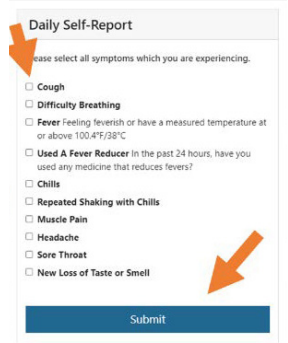 Daily Self-Report
ease select all symptoms which you are experiencing.
Cough
Difficulty Breathing
Fever Feeling feverish or have a measured temperature at
or above 100.4°F/38°C
Used A Fever Reducer In the past 24 hours, have you
used any medicine that reduces fevers?
Chills
Repeated Shaking with Chills
Muscle Pain
Headache
Sore Throat
New Loss of Taste or Smell
Submit